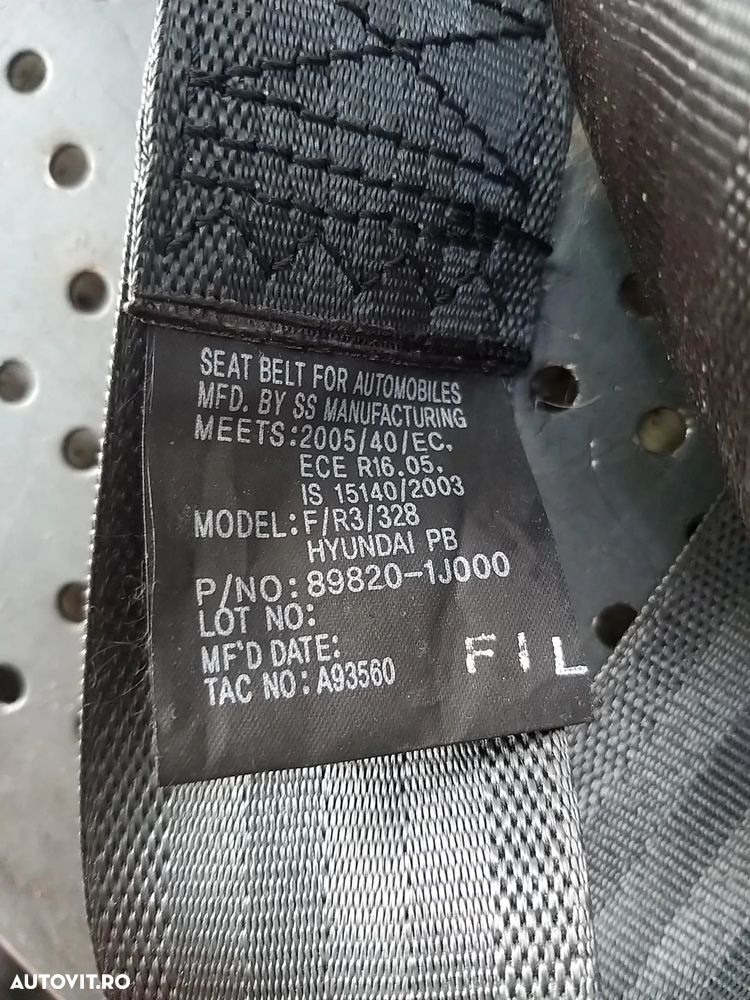 SEAT BELT FOR AUTOMOBILES
MFD. BY SS MANUFACTURING
MEETS:2005/40/EC,
ECE R16.05.
IS 15140/2003
MODEL:F/R3/328
HYUNDAI PB
P/NO:89820-1J000
LOT NO:
MF'D DATE:
TAC NO:A93560
FIL
AUTOVIT.RO